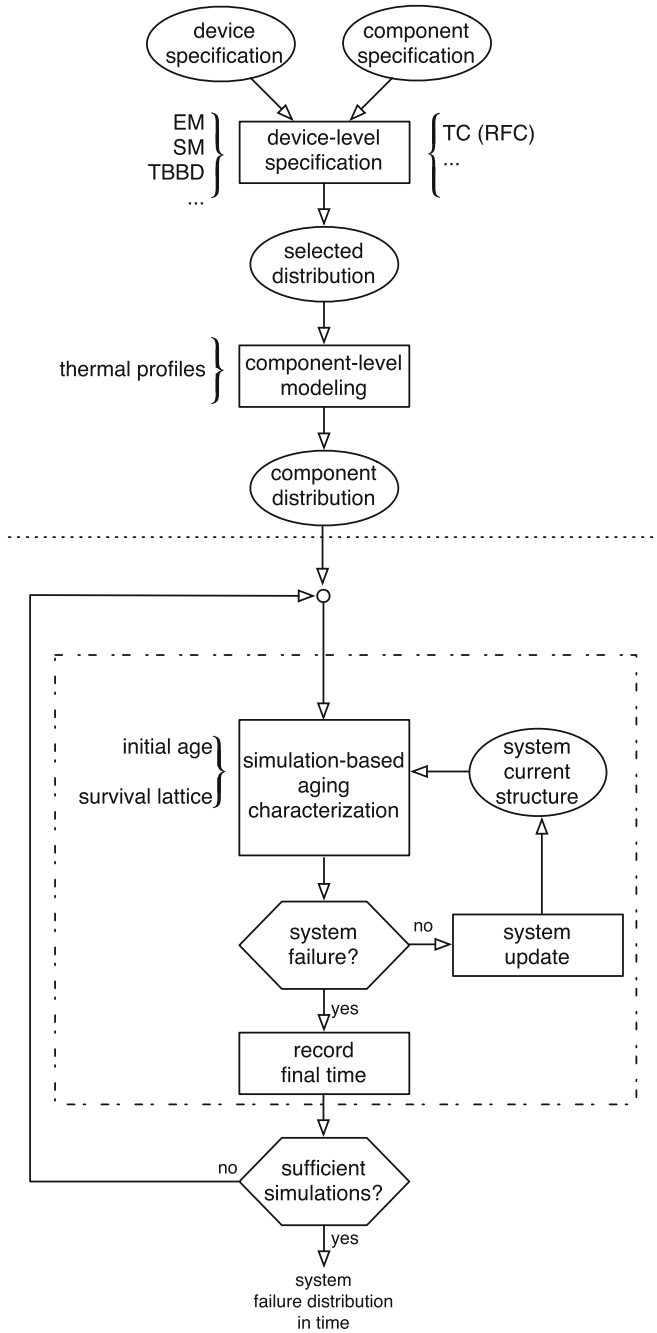 device
specification
component
specification
EM
SM
TBBD
...
device-level
specification
TC (RFC)
...
selected
distribution
thermal profiles
component-level
modeling
component
distribution
initial age
survival lattice
simulation-based
aging
characterization
system
current
structure
system
failure?
no
system
update
yes
record
final time
no
sufficient
simulations?
yes
system
failure distribution
in time